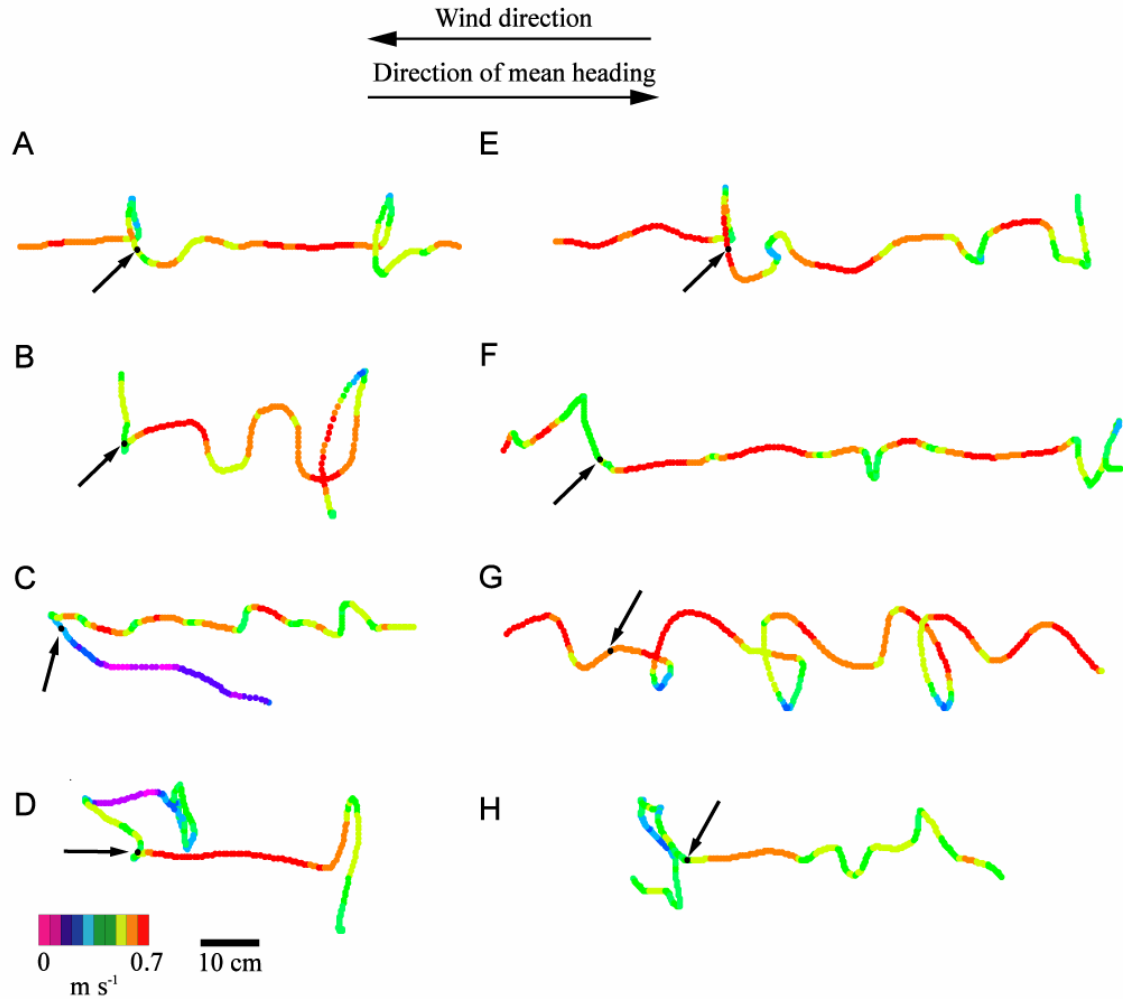 Wind direction
Direction of mean heading
A
E
B
F
C
G
D
H
0 0.7
m s⁻¹
10 cm